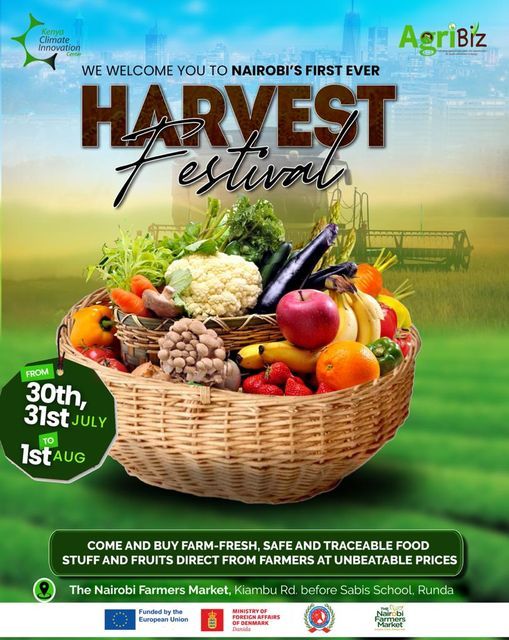 Kenya
Climate
Innovation
Center
AgriBiz
WE WELCOME YOU TO NAIROBI'S FIRST EVER
HARVEST
Festival
FROM
30th,
31st JULY
TO
1st AUG
COME AND BUY FARM-FRESH, SAFE AND TRACEABLE FOOD
STUFF AND FRUITS DIRECT FROM FARMERS AT UNBEATABLE PRICES
The Nairobi Farmers Market, Kiambu Rd. before Sabis School, Runda
Funded by the
European Union
MINISTRY OF
FOREIGN AFFAIRS
OF DENMARK
Danida
THE
Nairobi
Farmers
Market